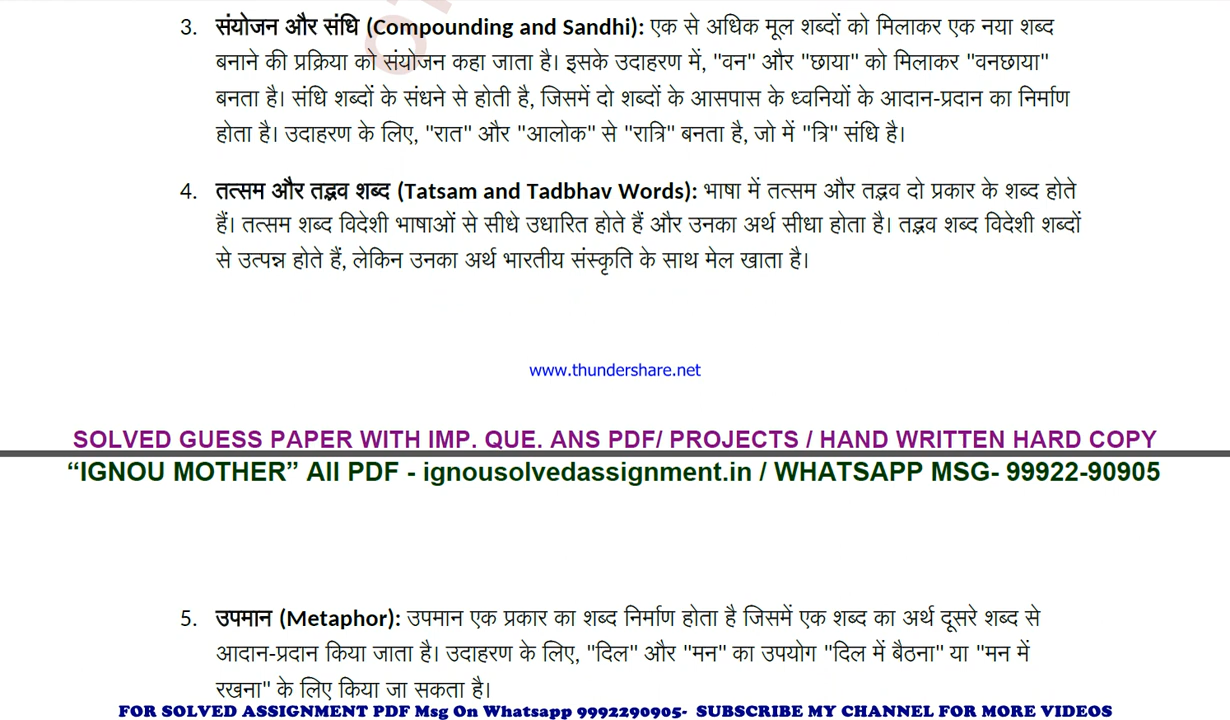 3. संयोजन और संधि (Compounding and Sandhi): एक से अधिक मूल शब्दों को मिलाकर एक नया शब्द
बनाने की प्रक्रिया को संयोजन कहा जाता है। इसके उदाहरण में, "वन" और "छाया" को मिलाकर "वनछाया"
बनता है। संधि शब्दों के संधने से होती है, जिसमें दो शब्दों के आसपास के ध्वनियों के आदान-प्रदान का निर्माण
होता है। उदाहरण के लिए, "रात" और "आलोक" से "रात्रि" बनता है, जो में "त्रि" संधि है।
4. तत्सम और तद्भव शब्द (Tatsam and Tadbhav Words): भाषा में तत्सम और तद्भव दो प्रकार के शब्द होते
हैं। तत्सम शब्द विदेशी भाषाओं से सीधे उधारित होते हैं और उनका अर्थ सीधा होता है। तद्भव शब्द विदेशी शब्दों
से उत्पन्न होते हैं, लेकिन उनका अर्थ भारतीय संस्कृति के साथ मेल खाता है।
www.thundershare.net
SOLVED GUESS PAPER WITH IMP. QUE. ANS PDF/ PROJECTS / HAND WRITTEN HARD COPY
“IGNOU MOTHER” All PDF - ignousolvedassignment.in / WHATSAPP MSG- 99922-90905
5. उपमान (Metaphor): उपमान एक प्रकार का शब्द निर्माण होता है जिसमें एक शब्द का अर्थ दूसरे शब्द से
आदान-प्रदान किया जाता है। उदाहरण के लिए, "दिल" और "मन" का उपयोग "दिल में बैठना" या "मन में
रखना" के लिए किया जा सकता है।
FOR SOLVED ASSIGNMENT PDF Msg On Whatsapp 9992290905- SUBSCRIBE MY CHANNEL FOR MORE VIDEOS